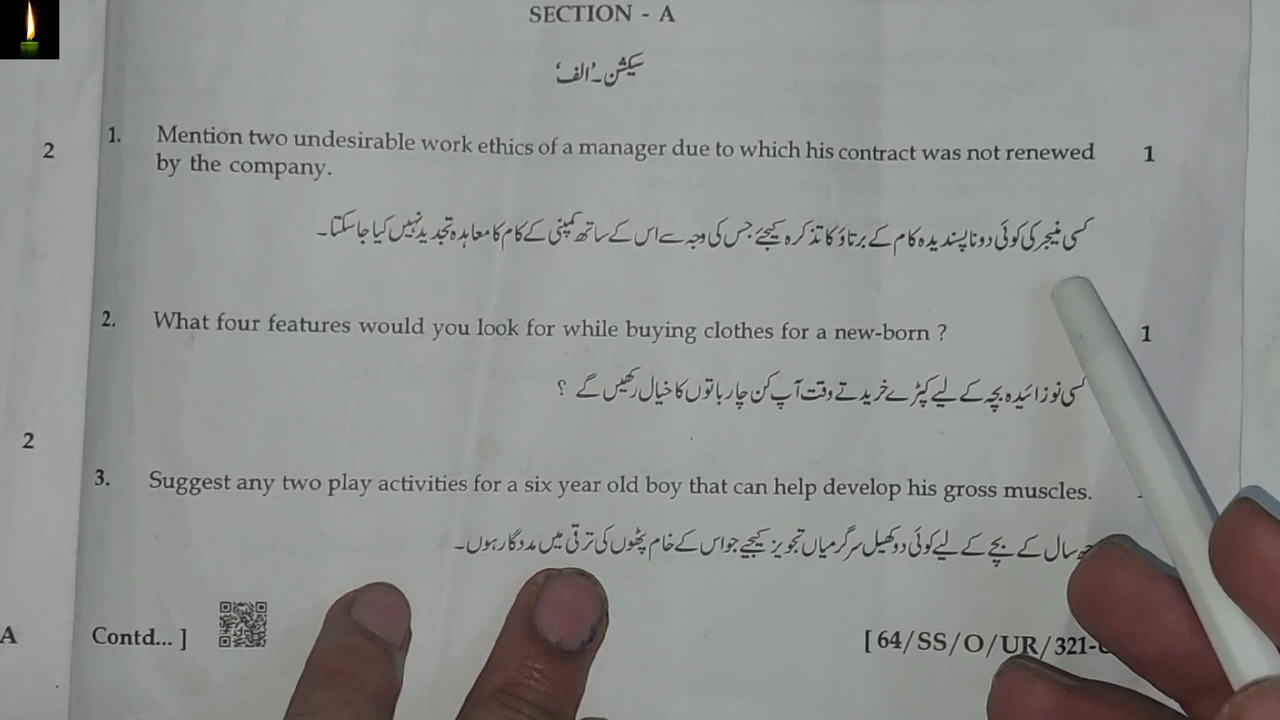 SECTION - A
سیکشن۔'الف'
2
1. Mention two undesirable work ethics of a manager due to which his contract was not renewed 1
by the company.
کسی منیجر کی کوئی دو ناپسندیدہ کام کے برتاؤ کا تذکرہ کیجئے جس کی وجہ سے اس کے ساتھ کمپنی کے کام کا معاہدہ تجدید نہیں کیا جا سکتا۔
2. What four features would you look for while buying clothes for a new-born ? 1
کسی نوزائیدہ بچہ کے لیے کپڑے خریدتے وقت آپ کن چار باتوں کا خیال رکھیں گے ؟
2
3. Suggest any two play activities for a six year old boy that can help develop his gross muscles.
سال کے بچے کے لیے کوئی دو کھیل سرگرمیاں تجویز کیجیے جو اس کے خام پٹھوں کی ترقی میں مددگار ہوں۔
A
Contd... ] [ 64/SS/O/UR/321-